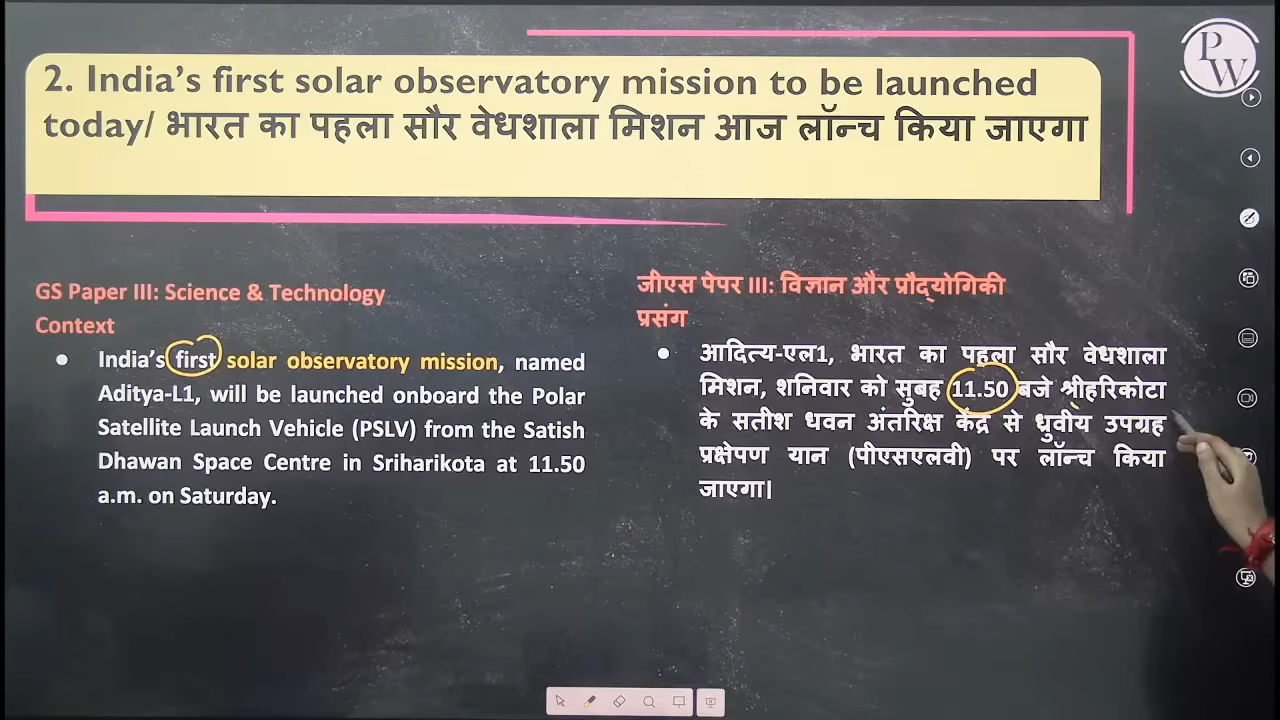 PW
2. India's first solar observatory mission to be launched
today/ भारत का पहला सौर वेधशाला मिशन आज लॉन्च किया जाएगा
GS Paper III: Science & Technology
Context
● India's first solar observatory mission, named
Aditya-L1, will be launched onboard the Polar
Satellite Launch Vehicle (PSLV) from the Satish
Dhawan Space Centre in Sriharikota at 11.50
a.m. on Saturday.
जीएस पेपर III: विज्ञान और प्रौद्योगिकी
प्रसंग
● आदित्य-एल1, भारत का पहला सौर वेधशाला
मिशन, शनिवार को सुबह 11.50 बजे श्रीहरिकोटा
के सतीश धवन अंतरिक्ष केंद्र से ध्रुवीय उपग्रह
प्रक्षेपण यान (पीएसएलवी) पर लॉन्च किया
जाएगा।